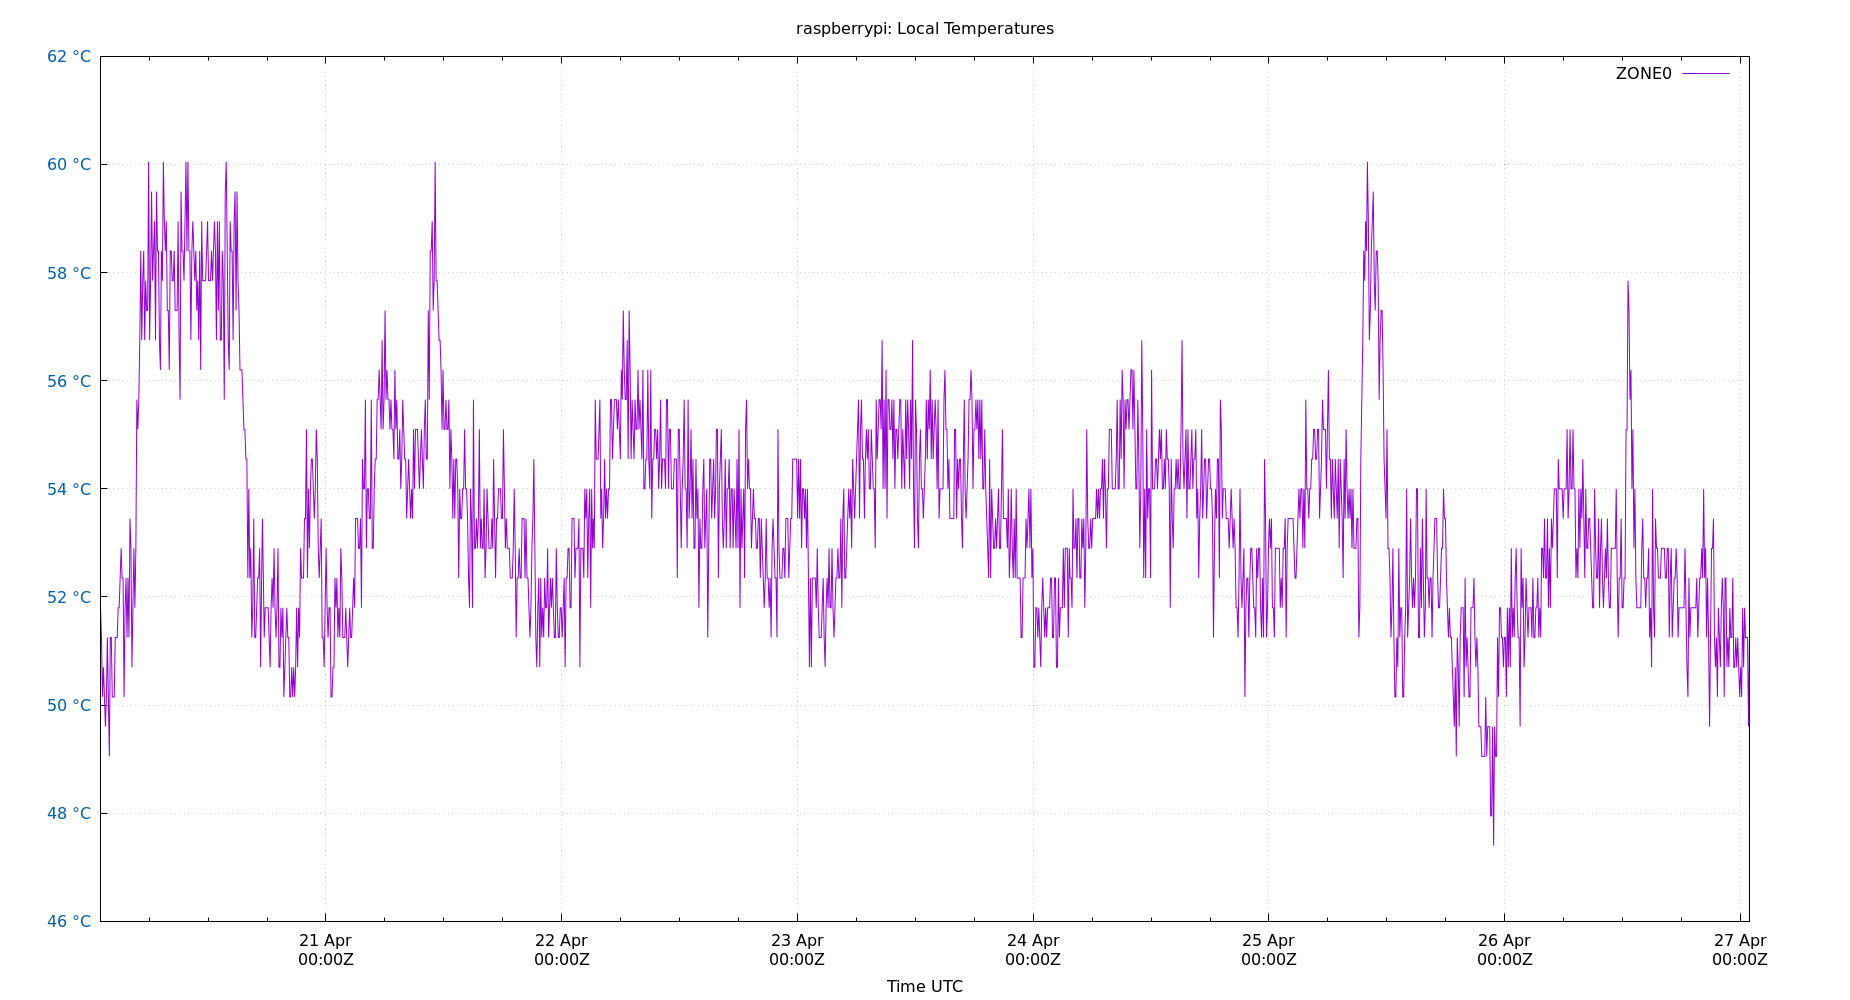 raspberrypi: Local Temperatures
62 °C
ZONE0
60 °C
58 °C
56 °C
54 °C
52 °C
50 °C
48 °C
46 °C
21 Apr 22 Apr 23 Apr 24 Apr 25 Apr 26 Apr 27 Apr
00:00Z 00:00Z 00:00Z 00:00Z 00:00Z 00:00Z 00:00Z
Time UTC